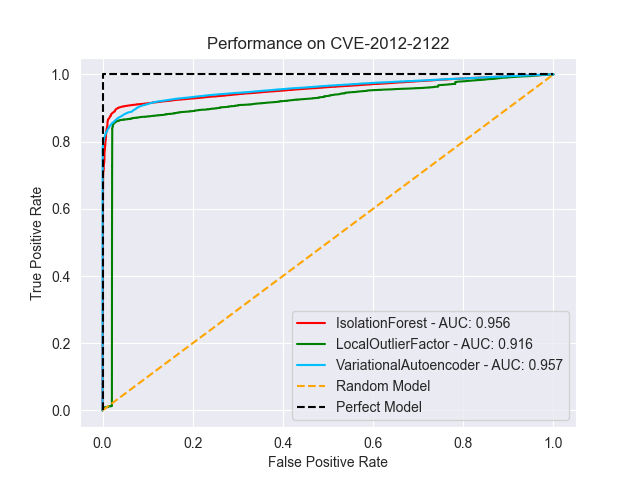 Performance on CVE-2012-2122
True Positive Rate
1.0
0.8
0.6
0.4
0.2
0.0
IsolationForest - AUC: 0.956
LocalOutlierFactor - AUC: 0.916
VariationalAutoencoder - AUC: 0.957
Random Model
Perfect Model
0.0 0.2 0.4 0.6 0.8 1.0
False Positive Rate